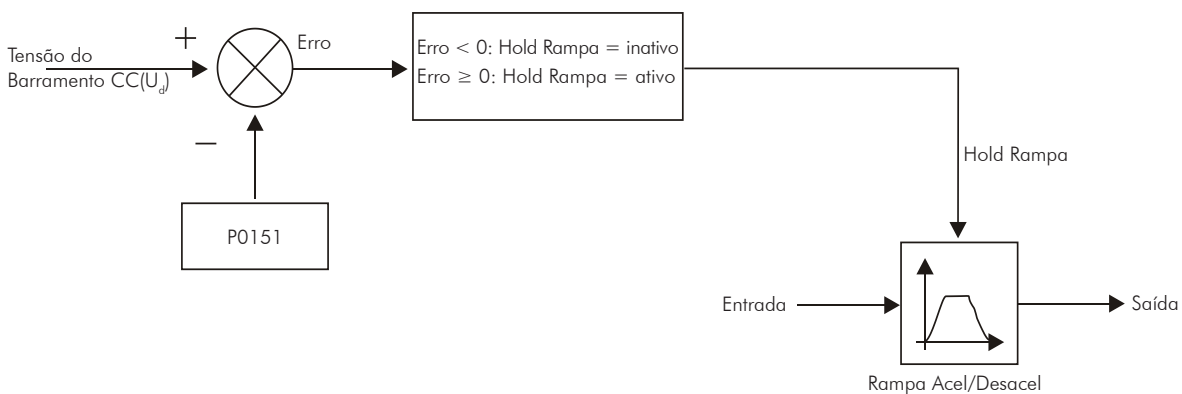 +
Tensão do
Barramento CC(Ud)
Erro
Erro < 0: Hold Rampa = inativo
Erro ≥ 0: Hold Rampa = ativo
–
P0151
Hold Rampa
Entrada
Saída
Rampa Acel/Desacel